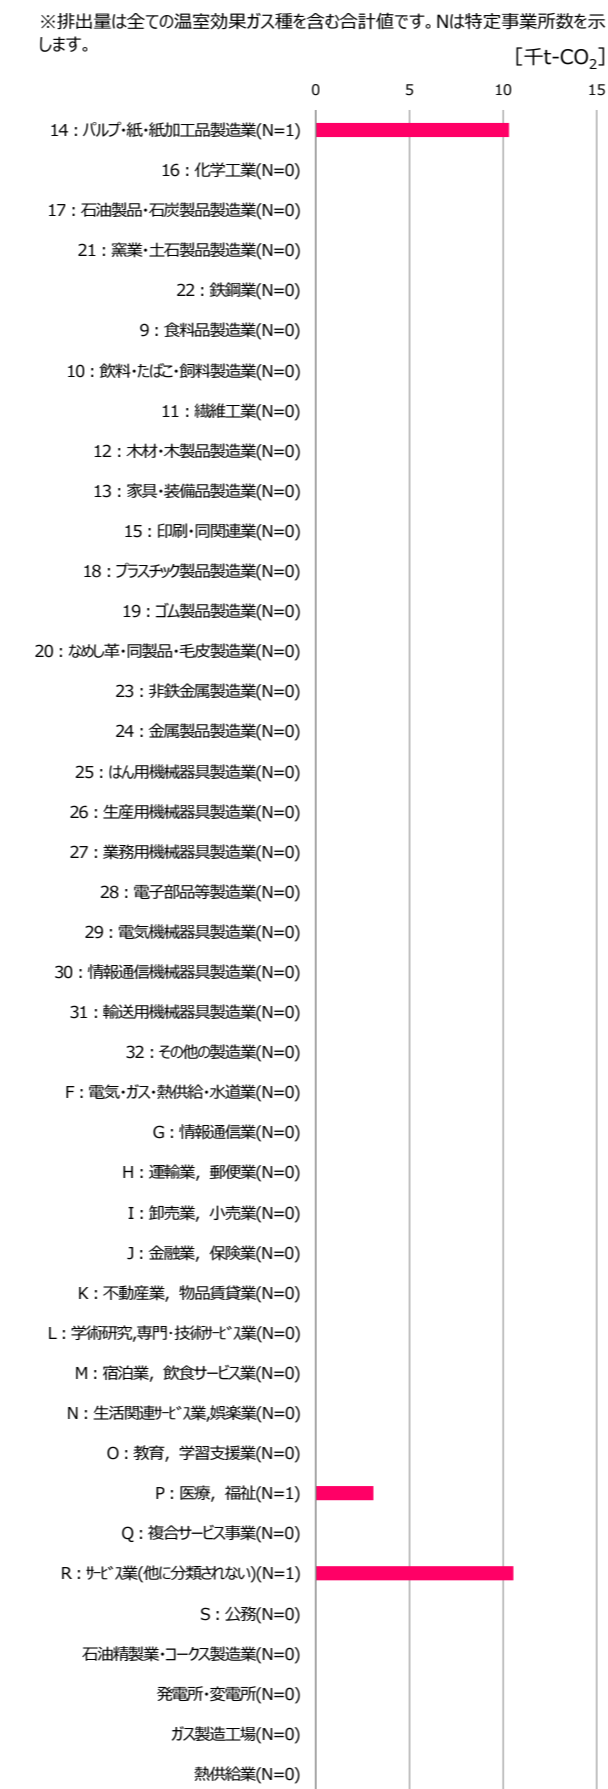 ※排出量は全ての温室効果ガス種を含む合計値です。Nは特定事業所数を示
します。
[千t-CO₂]
0 5 10 15
14：パルプ・紙・紙加工品製造業(N=1)
16：化学工業(N=0)
17：石油製品・石炭製品製造業(N=0)
21：窯業・土石製品製造業(N=0)
22：鉄鋼業(N=0)
9：食料品製造業(N=0)
10：飲料・たばこ・飼料製造業(N=0)
11：繊維工業(N=0)
12：木材・木製品製造業(N=0)
13：家具・装備品製造業(N=0)
15：印刷・同関連業(N=0)
18：プラスチック製品製造業(N=0)
19：ゴム製品製造業(N=0)
20：なめし革・同製品・毛皮製造業(N=0)
23：非鉄金属製造業(N=0)
24：金属製品製造業(N=0)
25：はん用機械器具製造業(N=0)
26：生産用機械器具製造業(N=0)
27：業務用機械器具製造業(N=0)
28：電子部品等製造業(N=0)
29：電気機械器具製造業(N=0)
30：情報通信機械器具製造業(N=0)
31：輸送用機械器具製造業(N=0)
32：その他の製造業(N=0)
F：電気・ガス・熱供給・水道業(N=0)
G：情報通信業(N=0)
H：運輸業，郵便業(N=0)
I：卸売業，小売業(N=0)
J：金融業，保険業(N=0)
K：不動産業，物品賃貸業(N=0)
L：学術研究,専門・技術ｻｰﾋﾞｽ業(N=0)
M：宿泊業，飲食サービス業(N=0)
N：生活関連ｻｰﾋﾞｽ業,娯楽業(N=0)
O：教育，学習支援業(N=0)
P：医療，福祉(N=1)
Q：複合サービス事業(N=0)
R：ｻｰﾋﾞｽ業(他に分類されない)(N=1)
S：公務(N=0)
石油精製業・コークス製造業(N=0)
発電所・変電所(N=0)
ガス製造工場(N=0)
熱供給業(N=0)